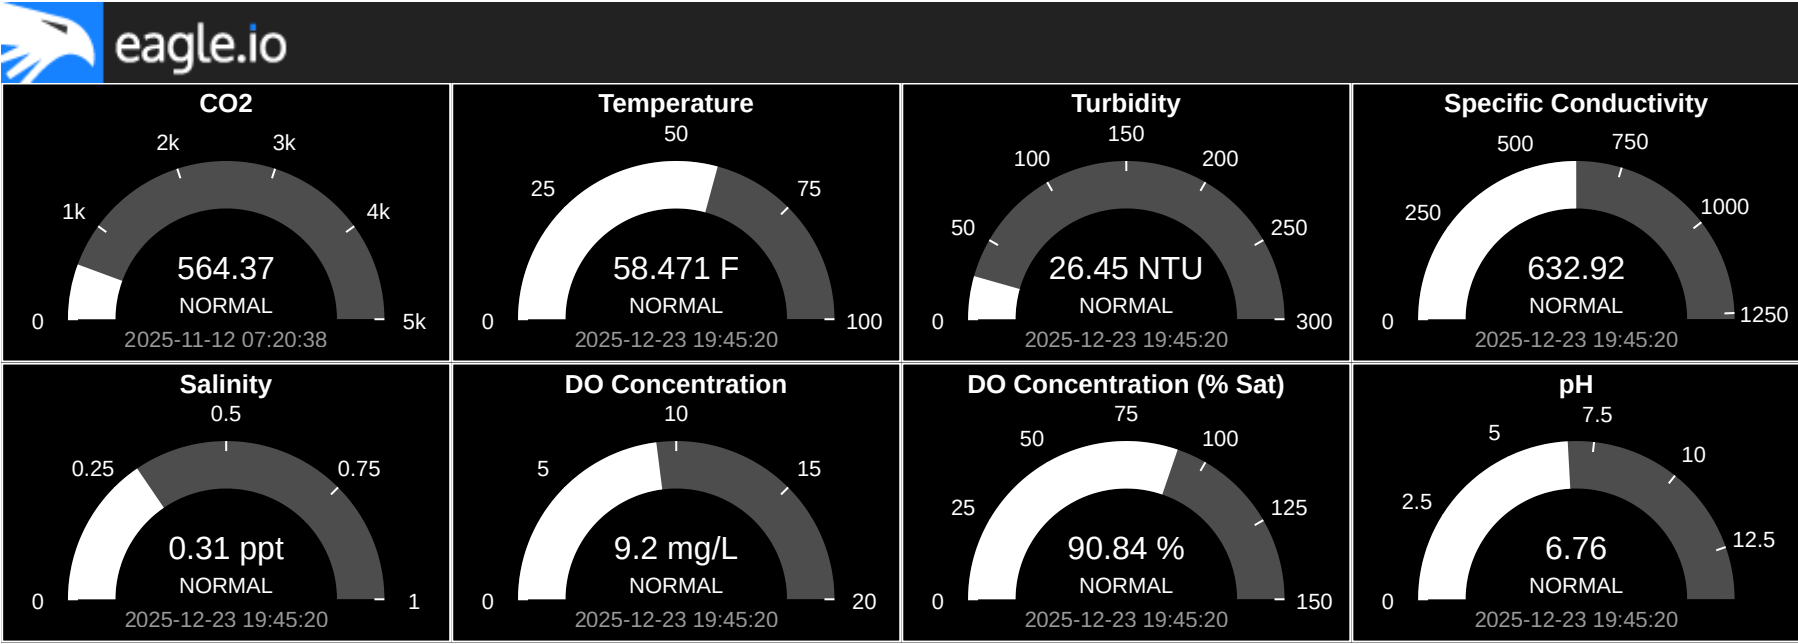 eagle.io
CO2
0
1k
2k
3k
4k
5k
564.37
NORMAL
2025-11-12 07:20:38
Temperature
0
25
50
75
100
58.471 F
NORMAL
2025-12-23 19:45:20
Turbidity
0
50
100
150
200
250
300
26.45 NTU
NORMAL
2025-12-23 19:45:20
Specific Conductivity
0
250
500
750
1000
1250
632.92
NORMAL
2025-12-23 19:45:20
Salinity
0
0.25
0.5
0.75
1
0.31 ppt
NORMAL
2025-12-23 19:45:20
DO Concentration
0
5
10
15
20
9.2 mg/L
NORMAL
2025-12-23 19:45:20
DO Concentration (% Sat)
0
25
50
75
100
125
150
90.84 %
NORMAL
2025-12-23 19:45:20
pH
0
2.5
5
7.5
10
12.5
6.76
NORMAL
2025-12-23 19:45:20